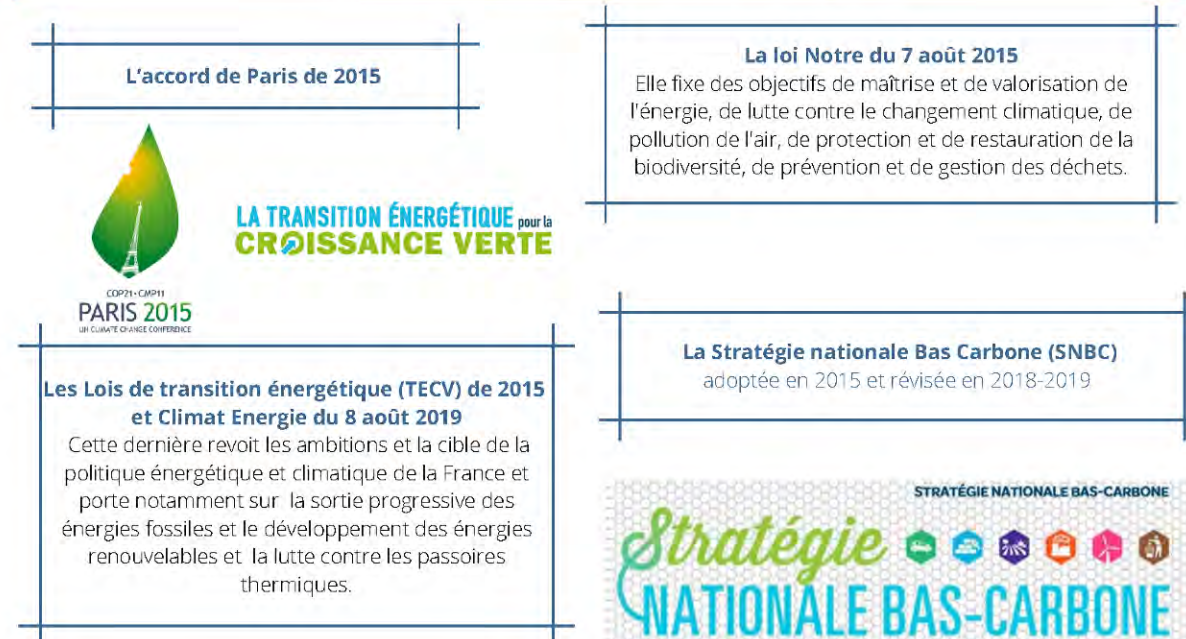 L'accord de Paris de 2015
COP21•CMP11
PARIS 2015
UN CLIMATE CHANGE CONFERENCE
LA TRANSITION ÉNERGÉTIQUE pour la
CROISSANCE VERTE
Les Lois de transition énergétique (TECV) de 2015
et Climat Energie du 8 août 2019
Cette dernière revoit les ambitions et la cible de la
politique énergétique et climatique de la France et
porte notamment sur la sortie progressive des
énergies fossiles et le développement des énergies
renouvelables et la lutte contre les passoires
thermiques.
La loi Notre du 7 août 2015
Elle fixe des objectifs de maîtrise et de valorisation de
l'énergie, de lutte contre le changement climatique, de
pollution de l'air, de protection et de restauration de la
biodiversité, de prévention et de gestion des déchets.
La Stratégie nationale Bas Carbone (SNBC)
adoptée en 2015 et révisée en 2018-2019
STRATÉGIE NATIONALE BAS-CARBONE
Stratégie
NATIONALE BAS-CARBONE